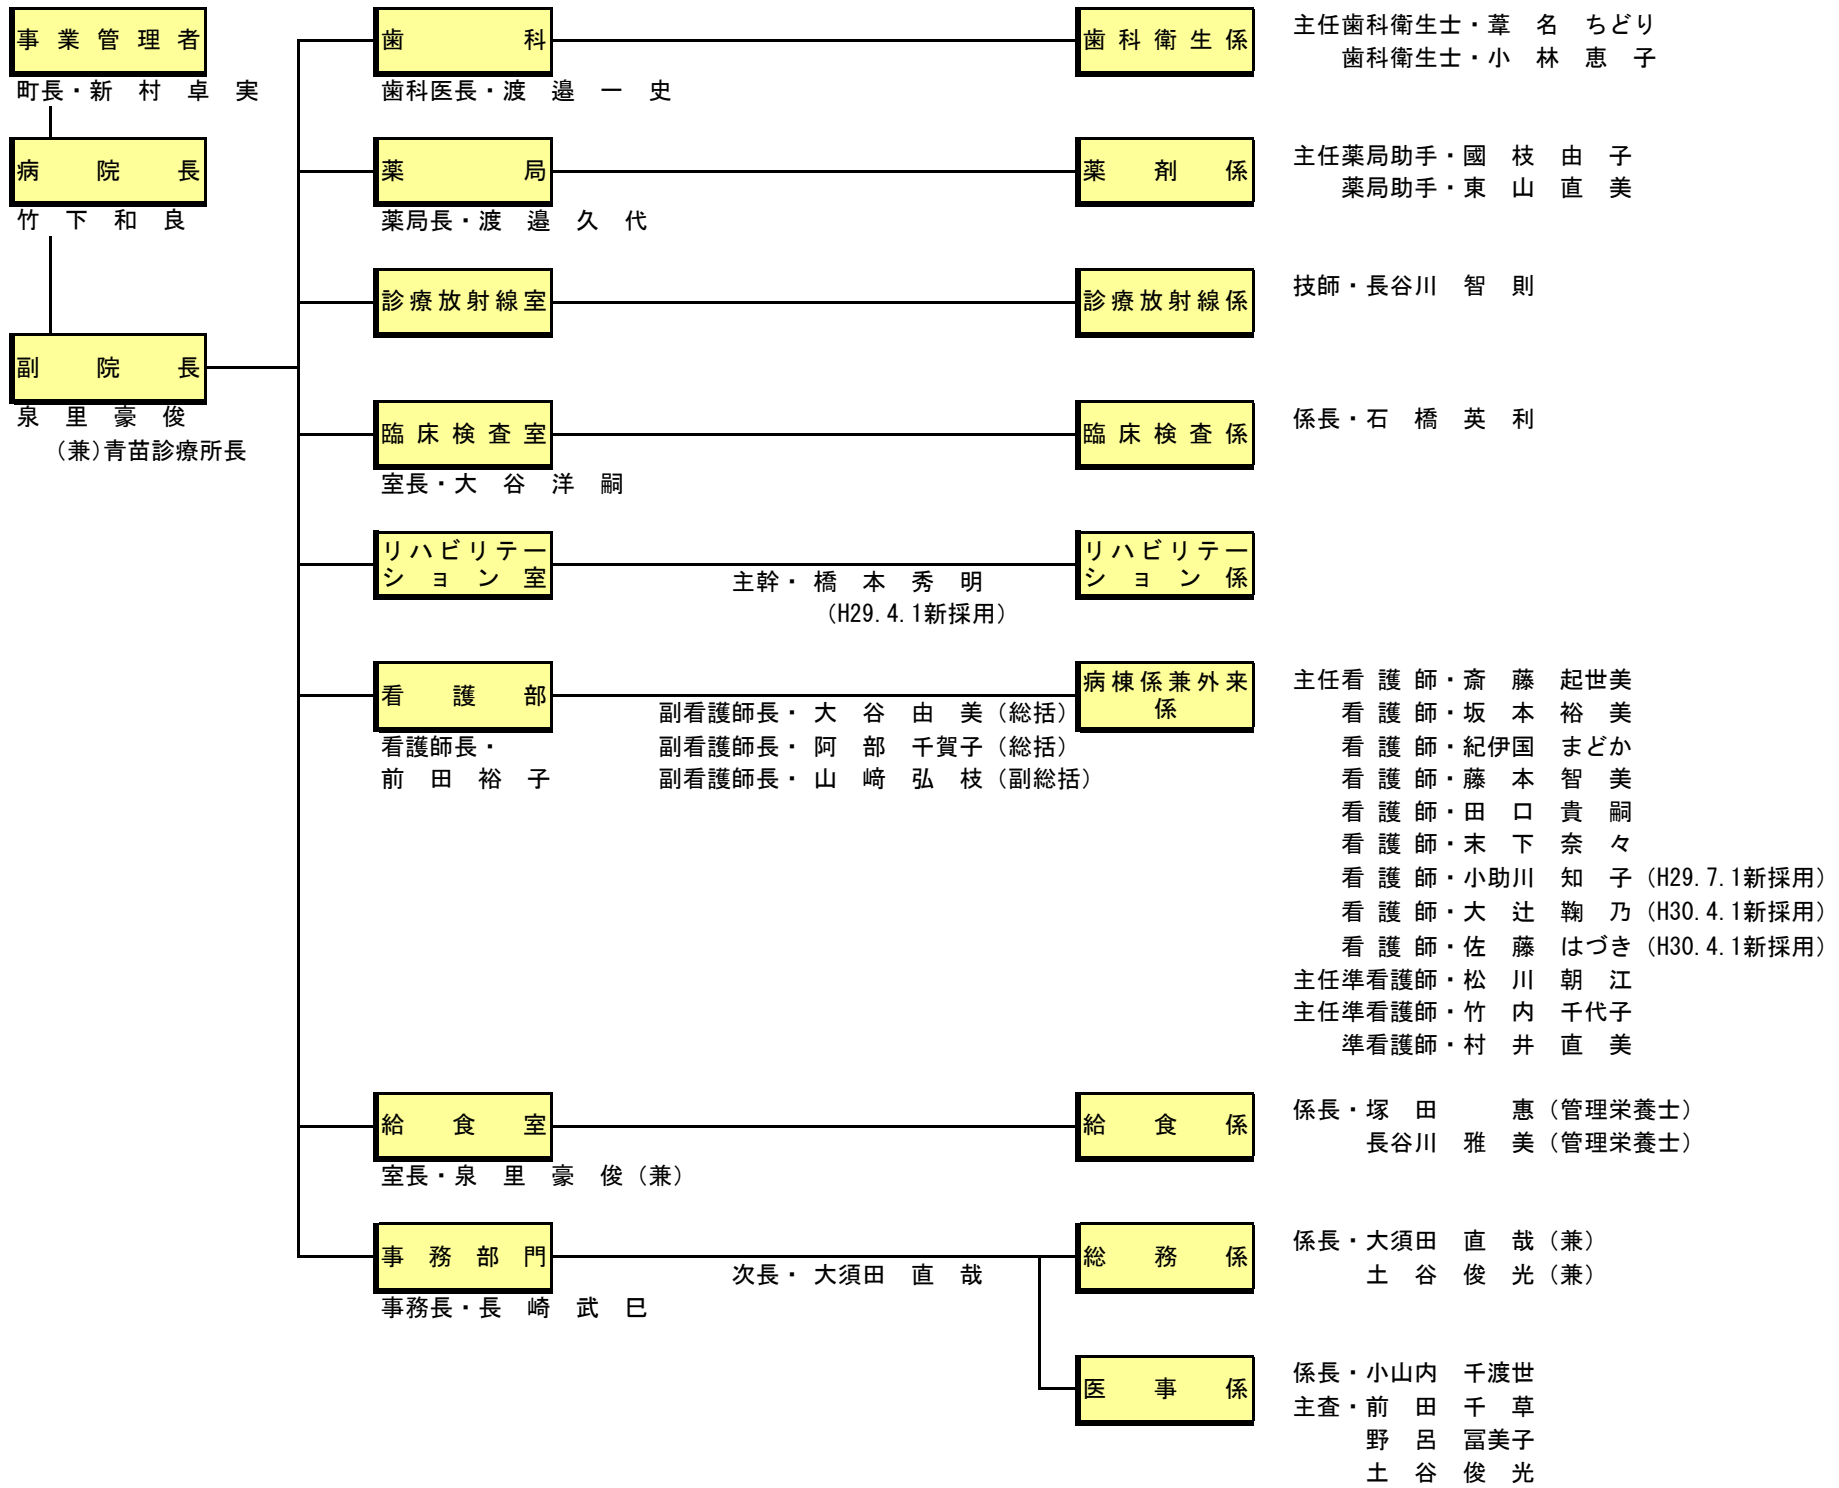 事業管理者
町長・新　村　卓　実
病院長
竹　下　和　良
副院長
泉　里　豪　俊
（兼）青苗診療所長
歯科
歯科医長・渡　邉　一　史
歯科衛生係
主任歯科衛生士・葦　名　ちどり
歯科衛生士・小　林　恵　子
薬局
薬局長・渡　邉　久　代
薬剤係
主任薬局助手・國　枝　由　子
薬局助手・東　山　直　美
診療放射線室
診療放射線係
技師・長谷川　智　則
臨床検査室
室長・大　谷　洋　嗣
臨床検査係
係長・石　橋　英　利
リハビリテー
ション室
主幹・ 橋　本　秀　明
（H29.4.1新採用）
リハビリテー
ション係
看護部
看護師長・
前　田　裕　子
副看護師長・ 大　谷　由　美（総括）
副看護師長・ 阿　部　千賀子（総括）
副看護師長・ 山　﨑　弘　枝（副総括）
病棟係兼外来
係
主任看 護 師・斎　藤　起世美
看 護 師・坂　本　裕　美
看 護 師・紀伊国　まどか
看 護 師・藤　本　智　美
看 護 師・田　口　貴　嗣
看 護 師・末　下　奈　々
看 護 師・小助川　知　子（H29.7.1新採用）
看 護 師・大　辻　鞠　乃（H30.4.1新採用）
看 護 師・佐　藤　はづき（H30.4.1新採用）
主任準看護師・松　川　朝　江
主任準看護師・竹　内　千代子
準看護師・村　井　直　美
給食室
室長・泉　里　豪　俊（兼）
給食係
係長・塚　田　　　惠（管理栄養士）
長谷川　雅　美（管理栄養士）
事務部門
事務長・長　崎　武　巳
次長・ 大須田　直　哉
総務係
係長・大須田　直　哉（兼）
土　谷　俊　光（兼）
医事係
係長・小山内　千渡世
主査・前　田　千　草
野　呂　冨美子
土　谷　俊　光